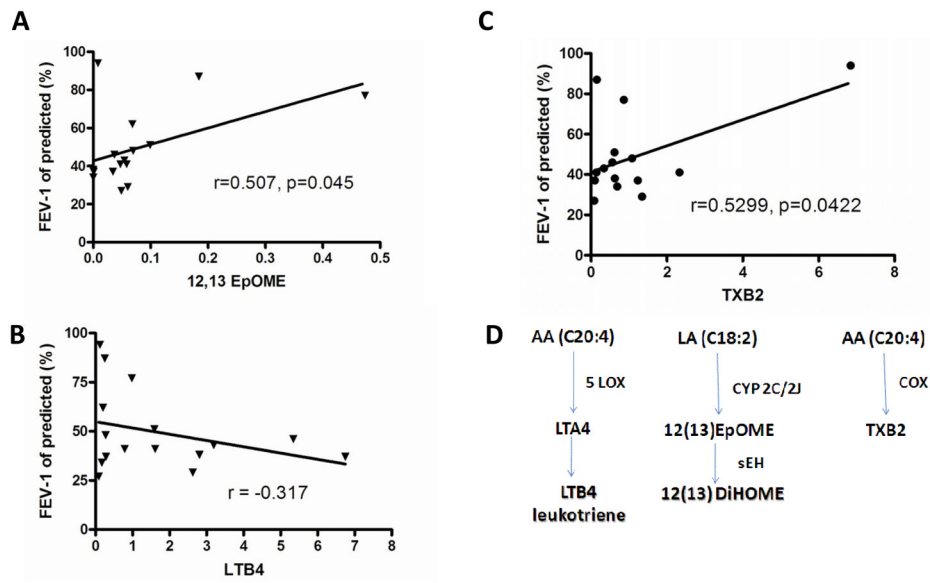 A
FEV-1 of predicted (%)
100
80
60
40
20
0
r=0.507, p=0.045
0.0 0.1 0.2 0.3 0.4 0.5
12,13 EpOME
B
FEV-1 of predicted (%)
100
75
50
25
0
r = -0.317
0 1 2 3 4 5 6 7 8
LTB4
C
FEV-1 of predicted (%)
100
80
60
40
20
0
r=0.5299, p=0.0422
0 2 4 6 8
TXB2
D
AA (C20:4) LA (C18:2) AA (C20:4)
5 LOX CYP 2C/2J COX
LTA4 12(13)EpOME TXB2
sEH
LTB4 12(13) DiHOME
leukotriene